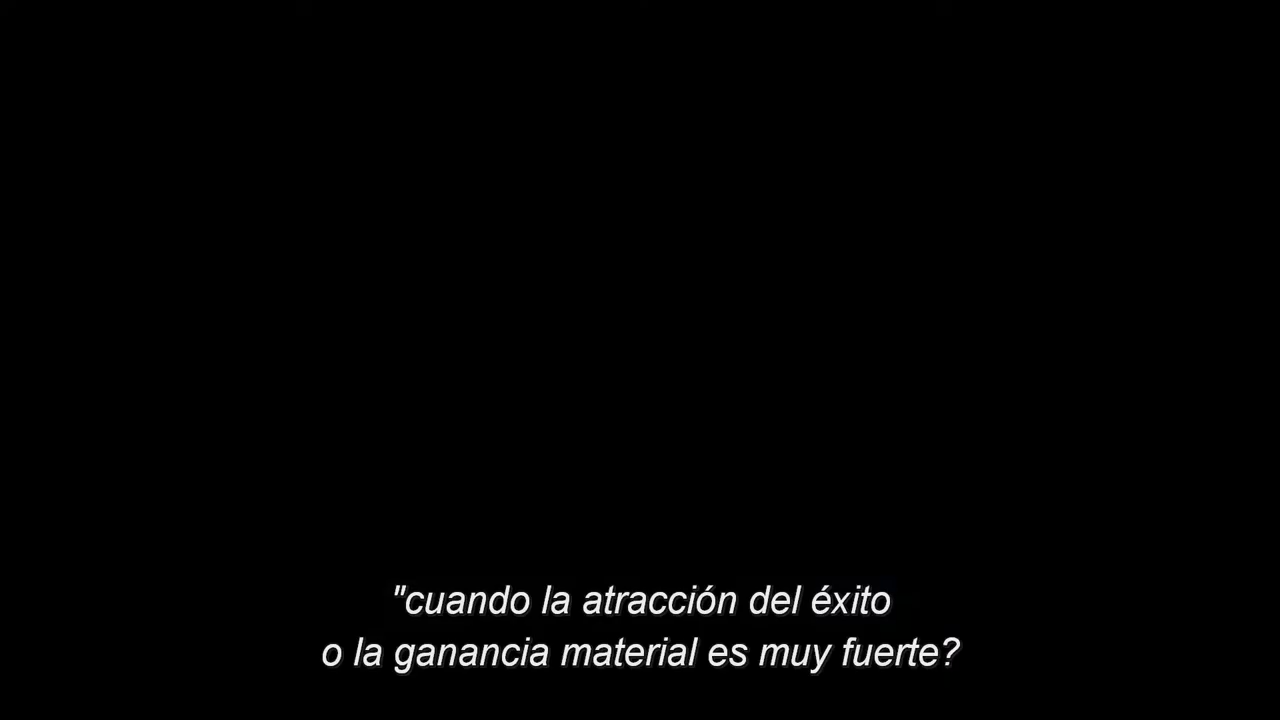 "cuando la atracción del éxito
o la ganancia material es muy fuerte?